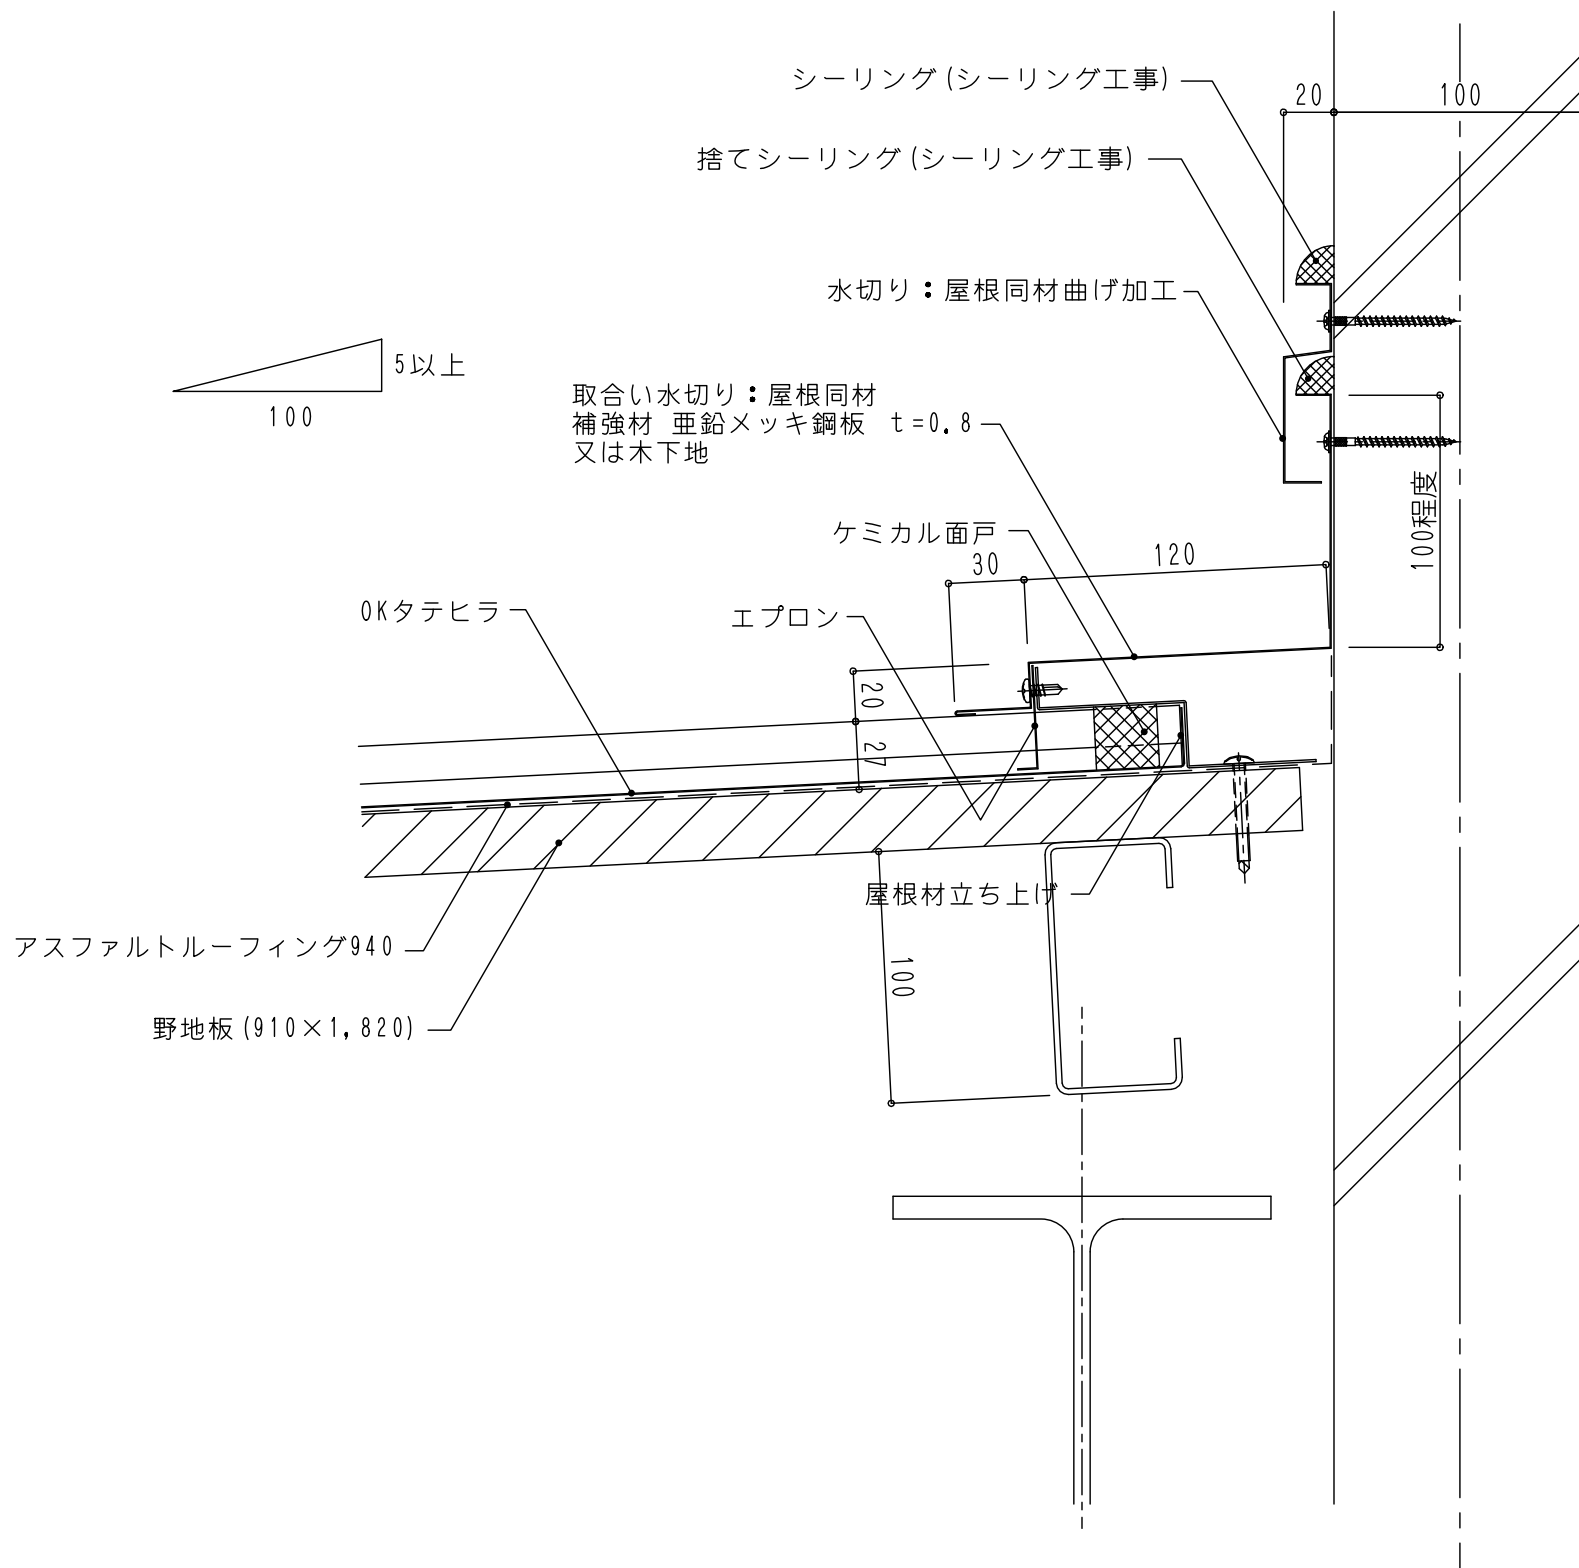 シーリング(シーリング工事)
20
100
捨てシーリング(シーリング工事)
水切り：屋根同材曲げ加工
5以上
100
取合い水切り：屋根同材
補強材 亜鉛メッキ鋼板 t=0.8
又は木下地
100程度
ケミカル面戸
30
120
OKタテヒラ
エプロン
20
27
屋根材立ち上げ
アスファルトルーフィング940
100
野地板(910×1,820)